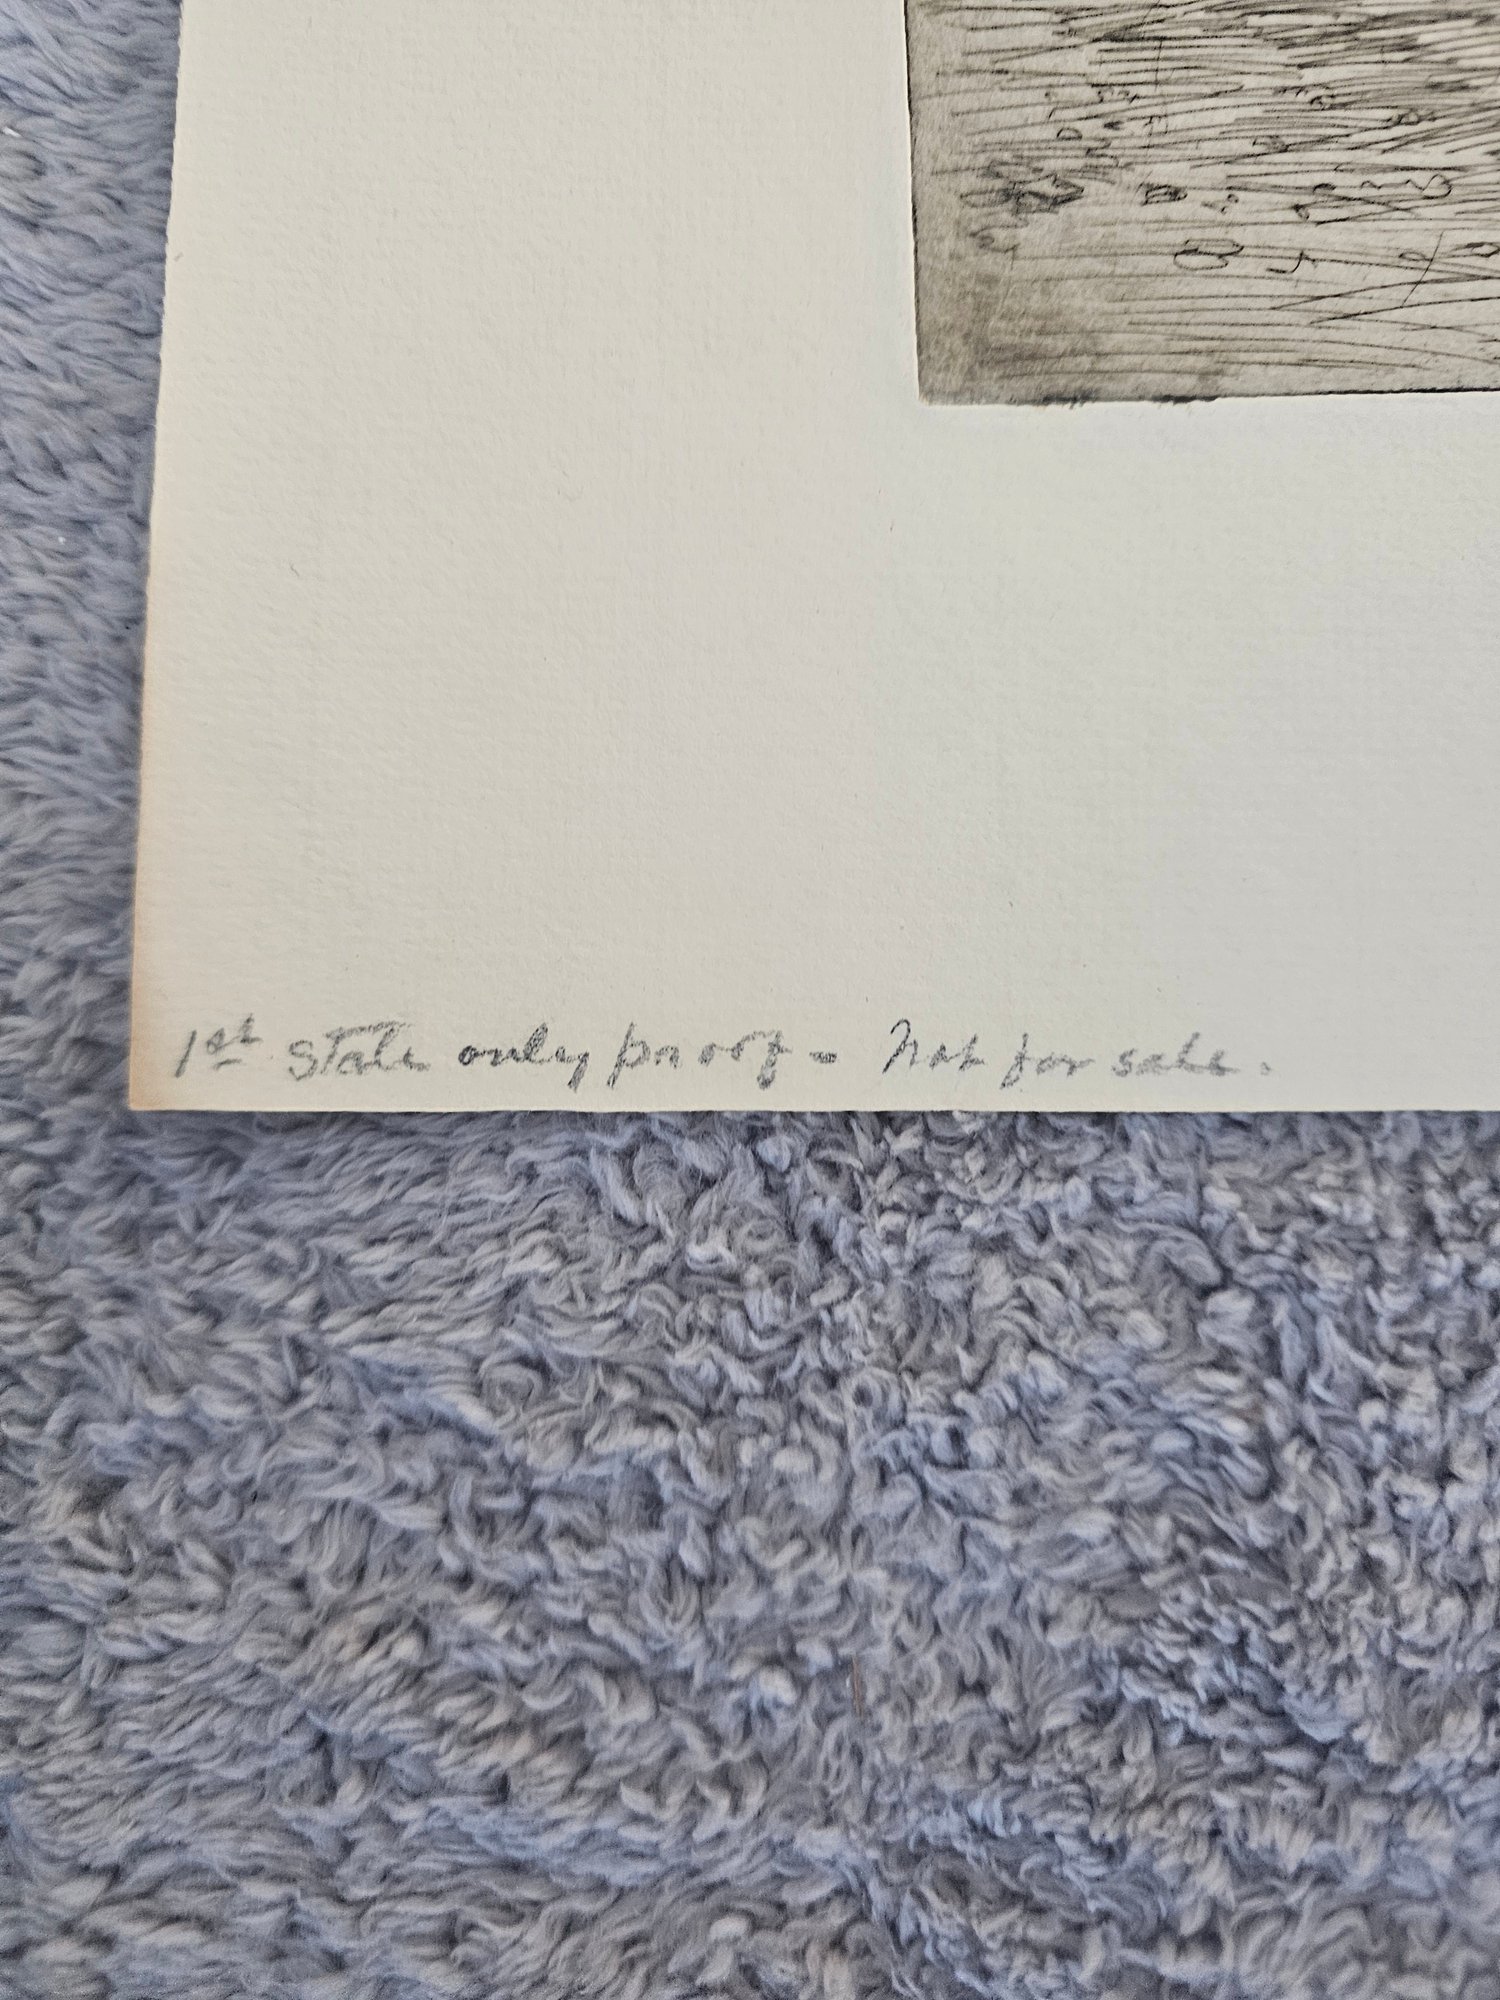 1st state only proof - Not for sale.